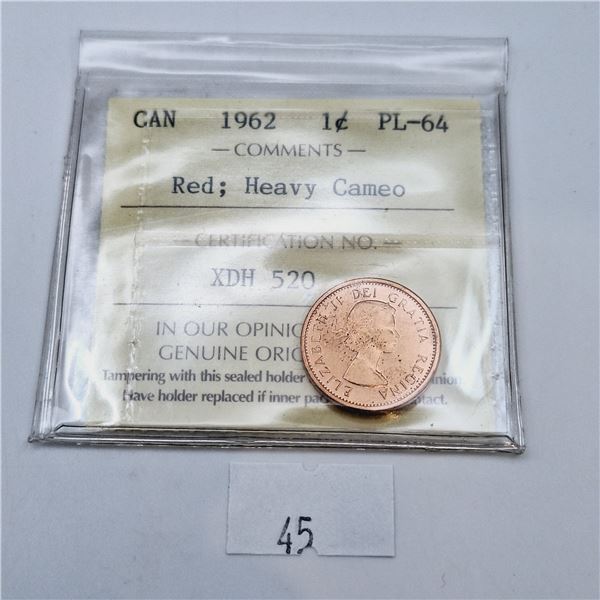 CAN 1962 1¢ PL-64
— COMMENTS —
Red; Heavy Cameo
— CERTIFICATION NO. —
XDH 520
IN OUR OPINIO
GENUINE ORIG
Tampering with this sealed holder
Have holder replaced if inner
ELIZABETH II DEI GRATIA REGINA
45